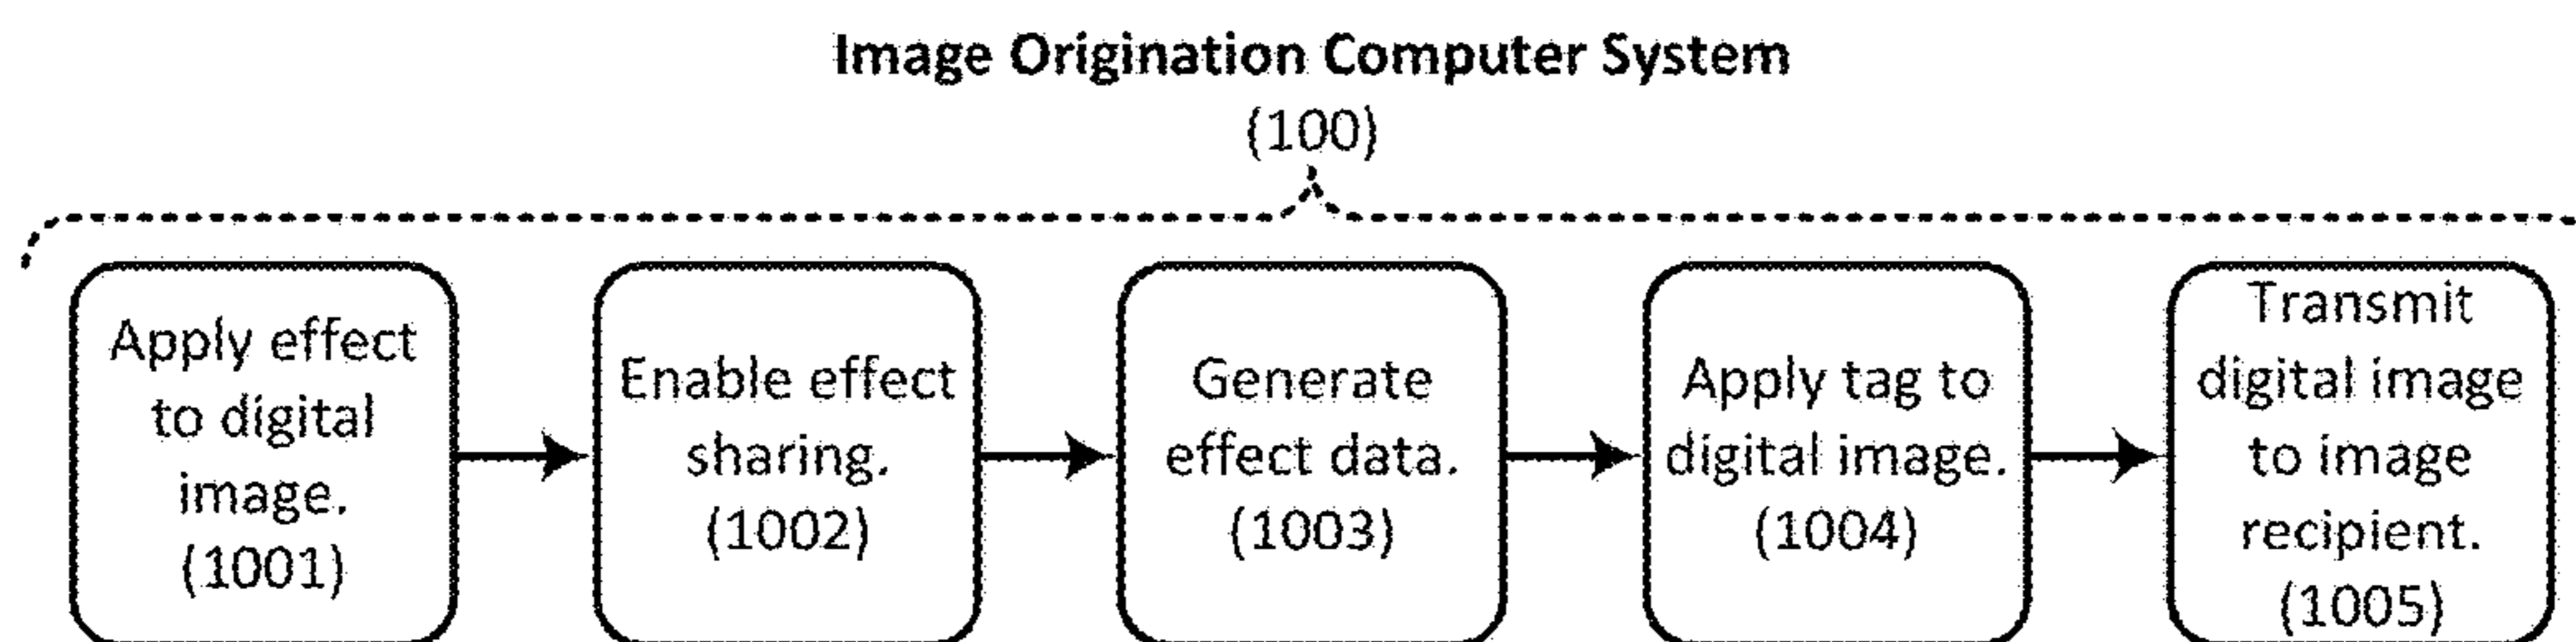 Image Origination Computer System
(100)
Apply effect
to digital
image.
(1001)
Enable effect
sharing.
(1002)
Generate
effect data.
(1003)
Apply tag to
digital image.
(1004)
Transmit
digital image
to image
recipient.
(1005)